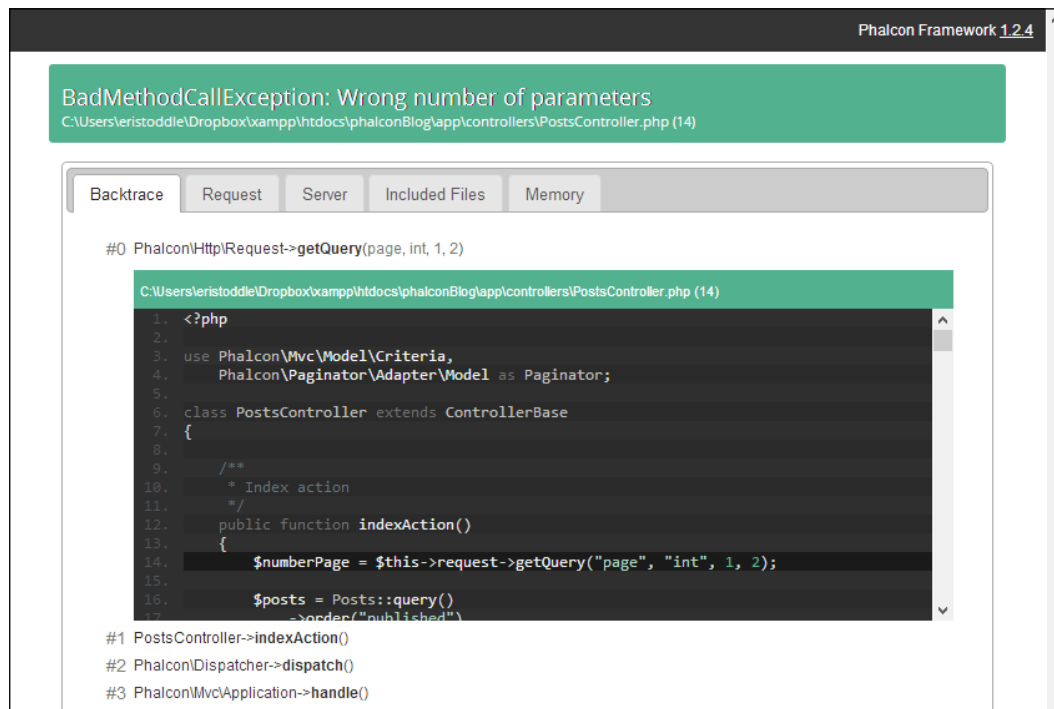 Phalcon Framework 1.2.4
BadMethodCallException: Wrong number of parameters
C:\Users\eristoddle\Dropbox\xampp\htdocs\phalconBlog\app\controllers\PostsController.php (14)
Backtrace Request Server Included Files Memory
#0 Phalcon\Http\Request->getQuery(page, int, 1, 2)
C:\Users\eristoddle\Dropbox\xampp\htdocs\phalconBlog\app\controllers\PostsController.php (14)
1. <?php
2.
3. use Phalcon\Mvc\Model\Criteria,
4. Phalcon\Paginator\Adapter\Model as Paginator;
5.
6. class PostsController extends ControllerBase
7. {
8.
9. /**
10. * Index action
11. */
12. public function indexAction()
13. {
14. $numberPage = $this->request->getQuery("page", "int", 1, 2);
15.
16. $posts = Posts::query()
17. ->order("published")
#1 PostsController->indexAction()
#2 Phalcon\Dispatcher->dispatch()
#3 Phalcon\Mvc\Application->handle()